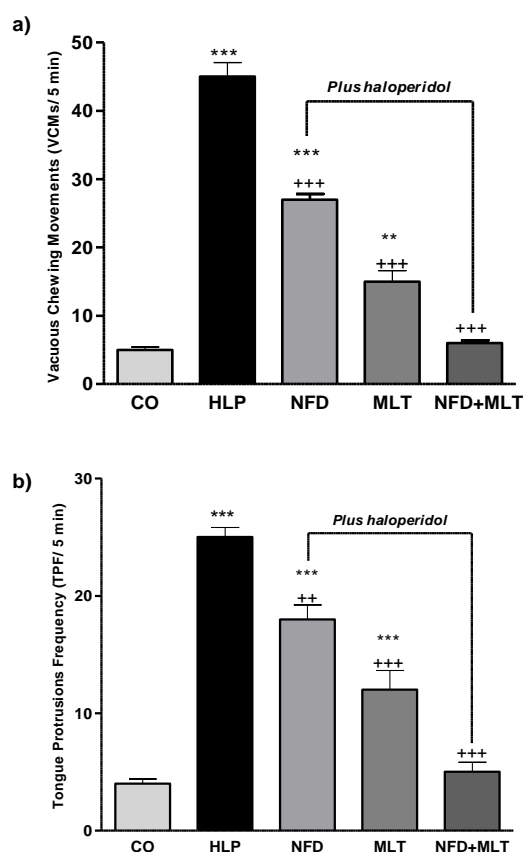 a)
Vacuous Chewing Movements (VCMs/ 5 min)
50
40
30
20
10
0
***
Plus haloperidol
***
+++
**
+++
+++
CO HLP NFD MLT NFD+MLT
b)
Tongue Protrusions Frequency (TPF/ 5 min)
30
20
10
0
***
Plus haloperidol
***
++
***
+++
+++
CO HLP NFD MLT NFD+MLT